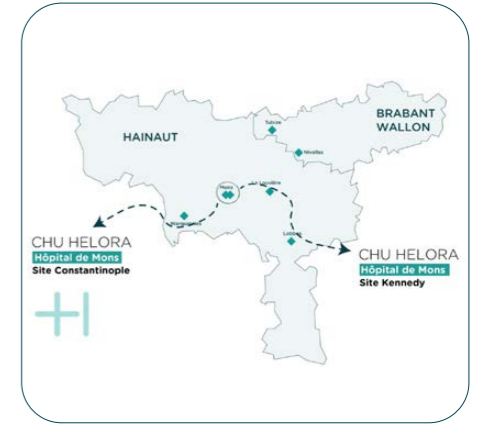 HAINAUT
BRABANT
WALLON
Tubize
Nivelles
Mons
La Louvière
Lobbes
CHU HELORA
Hôpital de Mons
Site Constantinople
CHU HELORA
Hôpital de Mons
Site Kennedy